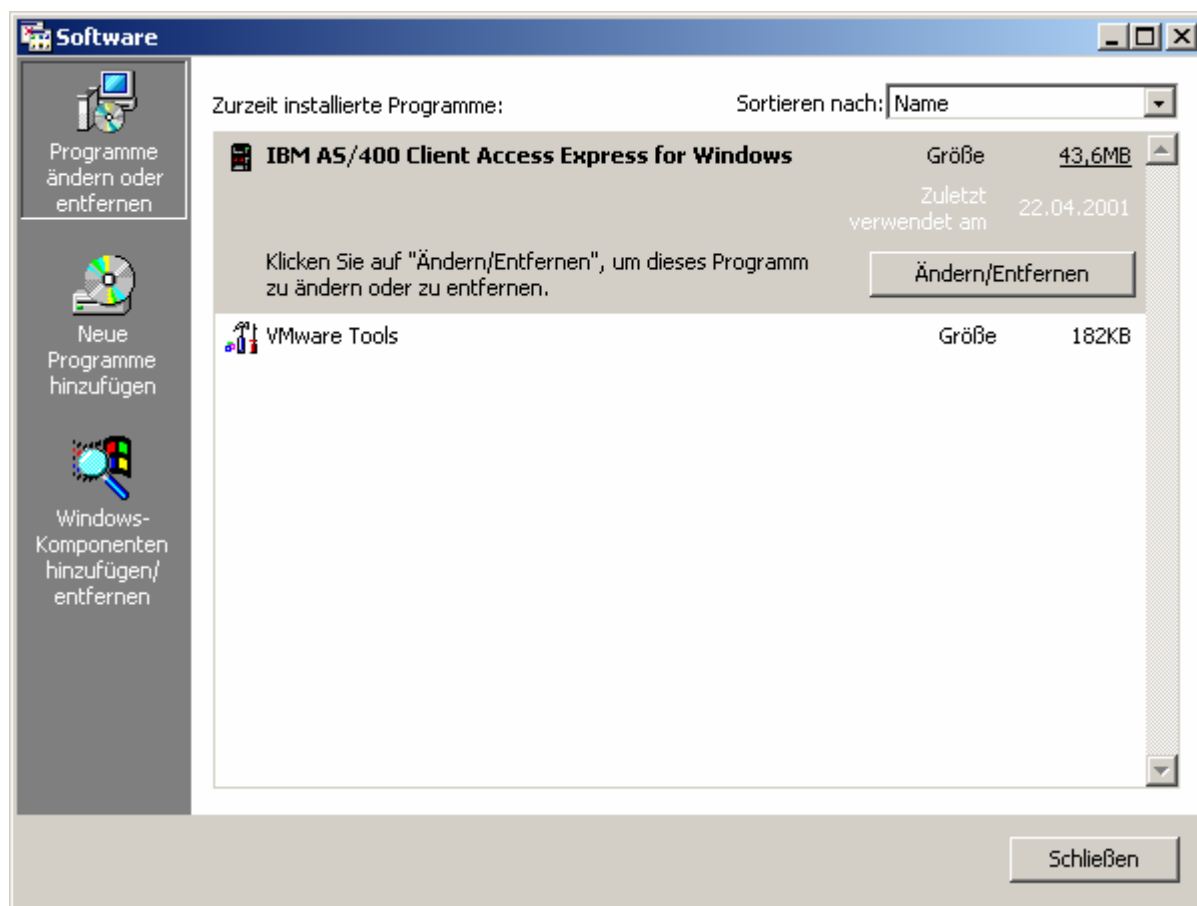 Software
Programme
ändern oder
entfernen
Neue
Programme
hinzufügen
Windows-
Komponenten
hinzufügen/
entfernen
Zurzeit installierte Programme:
Sortieren nach: Name
IBM AS/400 Client Access Express for Windows Größe 43,6MB
Zuletzt
verwendet am 22.04.2001
Klicken Sie auf "Ändern/Entfernen", um dieses Programm
zu ändern oder zu entfernen.
Ändern/Entfernen
VMware Tools Größe 182KB
Schließen